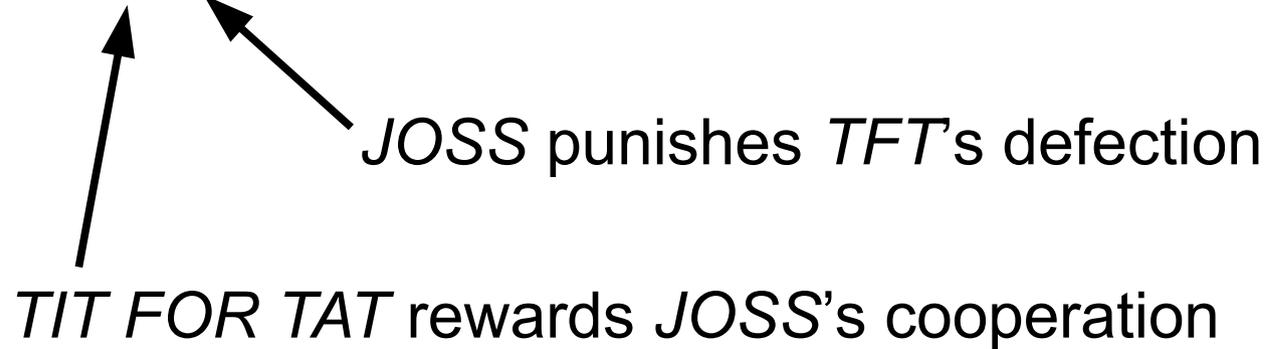 JOSS punishes TFT’s defection
TIT FOR TAT rewards JOSS’s cooperation